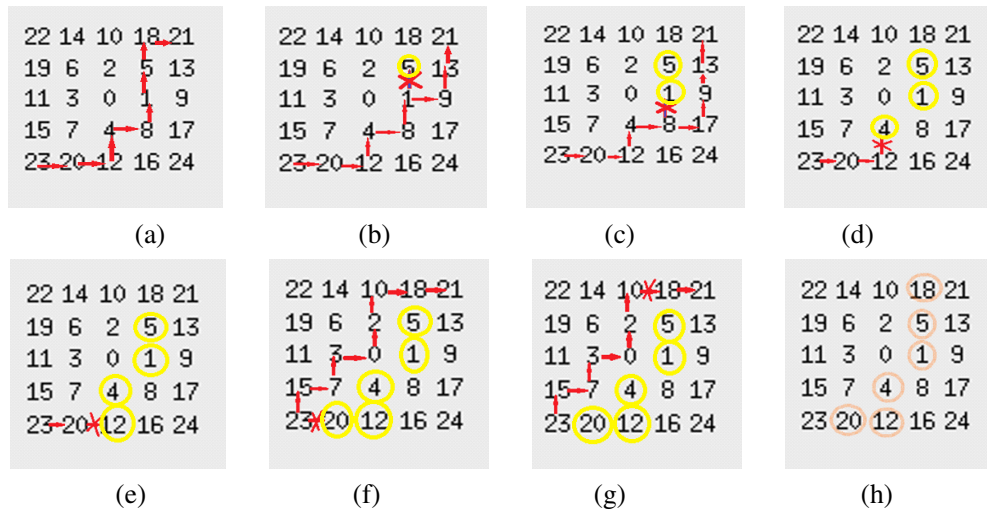 22 14 10 18 21
19 6 2 5 13
11 3 0 1 9
15 7 4 8 17
23 20 12 16 24
(a)
22 14 10 18 21
19 6 2 5 13
11 3 0 1 9
15 7 4 8 17
23 20 12 16 24
(b)
22 14 10 18 21
19 6 2 5 13
11 3 0 1 9
15 7 4 8 17
23 20 12 16 24
(c)
22 14 10 18 21
19 6 2 5 13
11 3 0 1 9
15 7 4 8 17
23 20 12 16 24
(d)
22 14 10 18 21
19 6 2 5 13
11 3 0 1 9
15 7 4 8 17
23 20 12 16 24
(e)
22 14 10 18 21
19 6 2 5 13
11 3 0 1 9
15 7 4 8 17
23 20 12 16 24
(f)
22 14 10 18 21
19 6 2 5 13
11 3 0 1 9
15 7 4 8 17
23 20 12 16 24
(g)
22 14 10 18 21
19 6 2 5 13
11 3 0 1 9
15 7 4 8 17
23 20 12 16 24
(h)